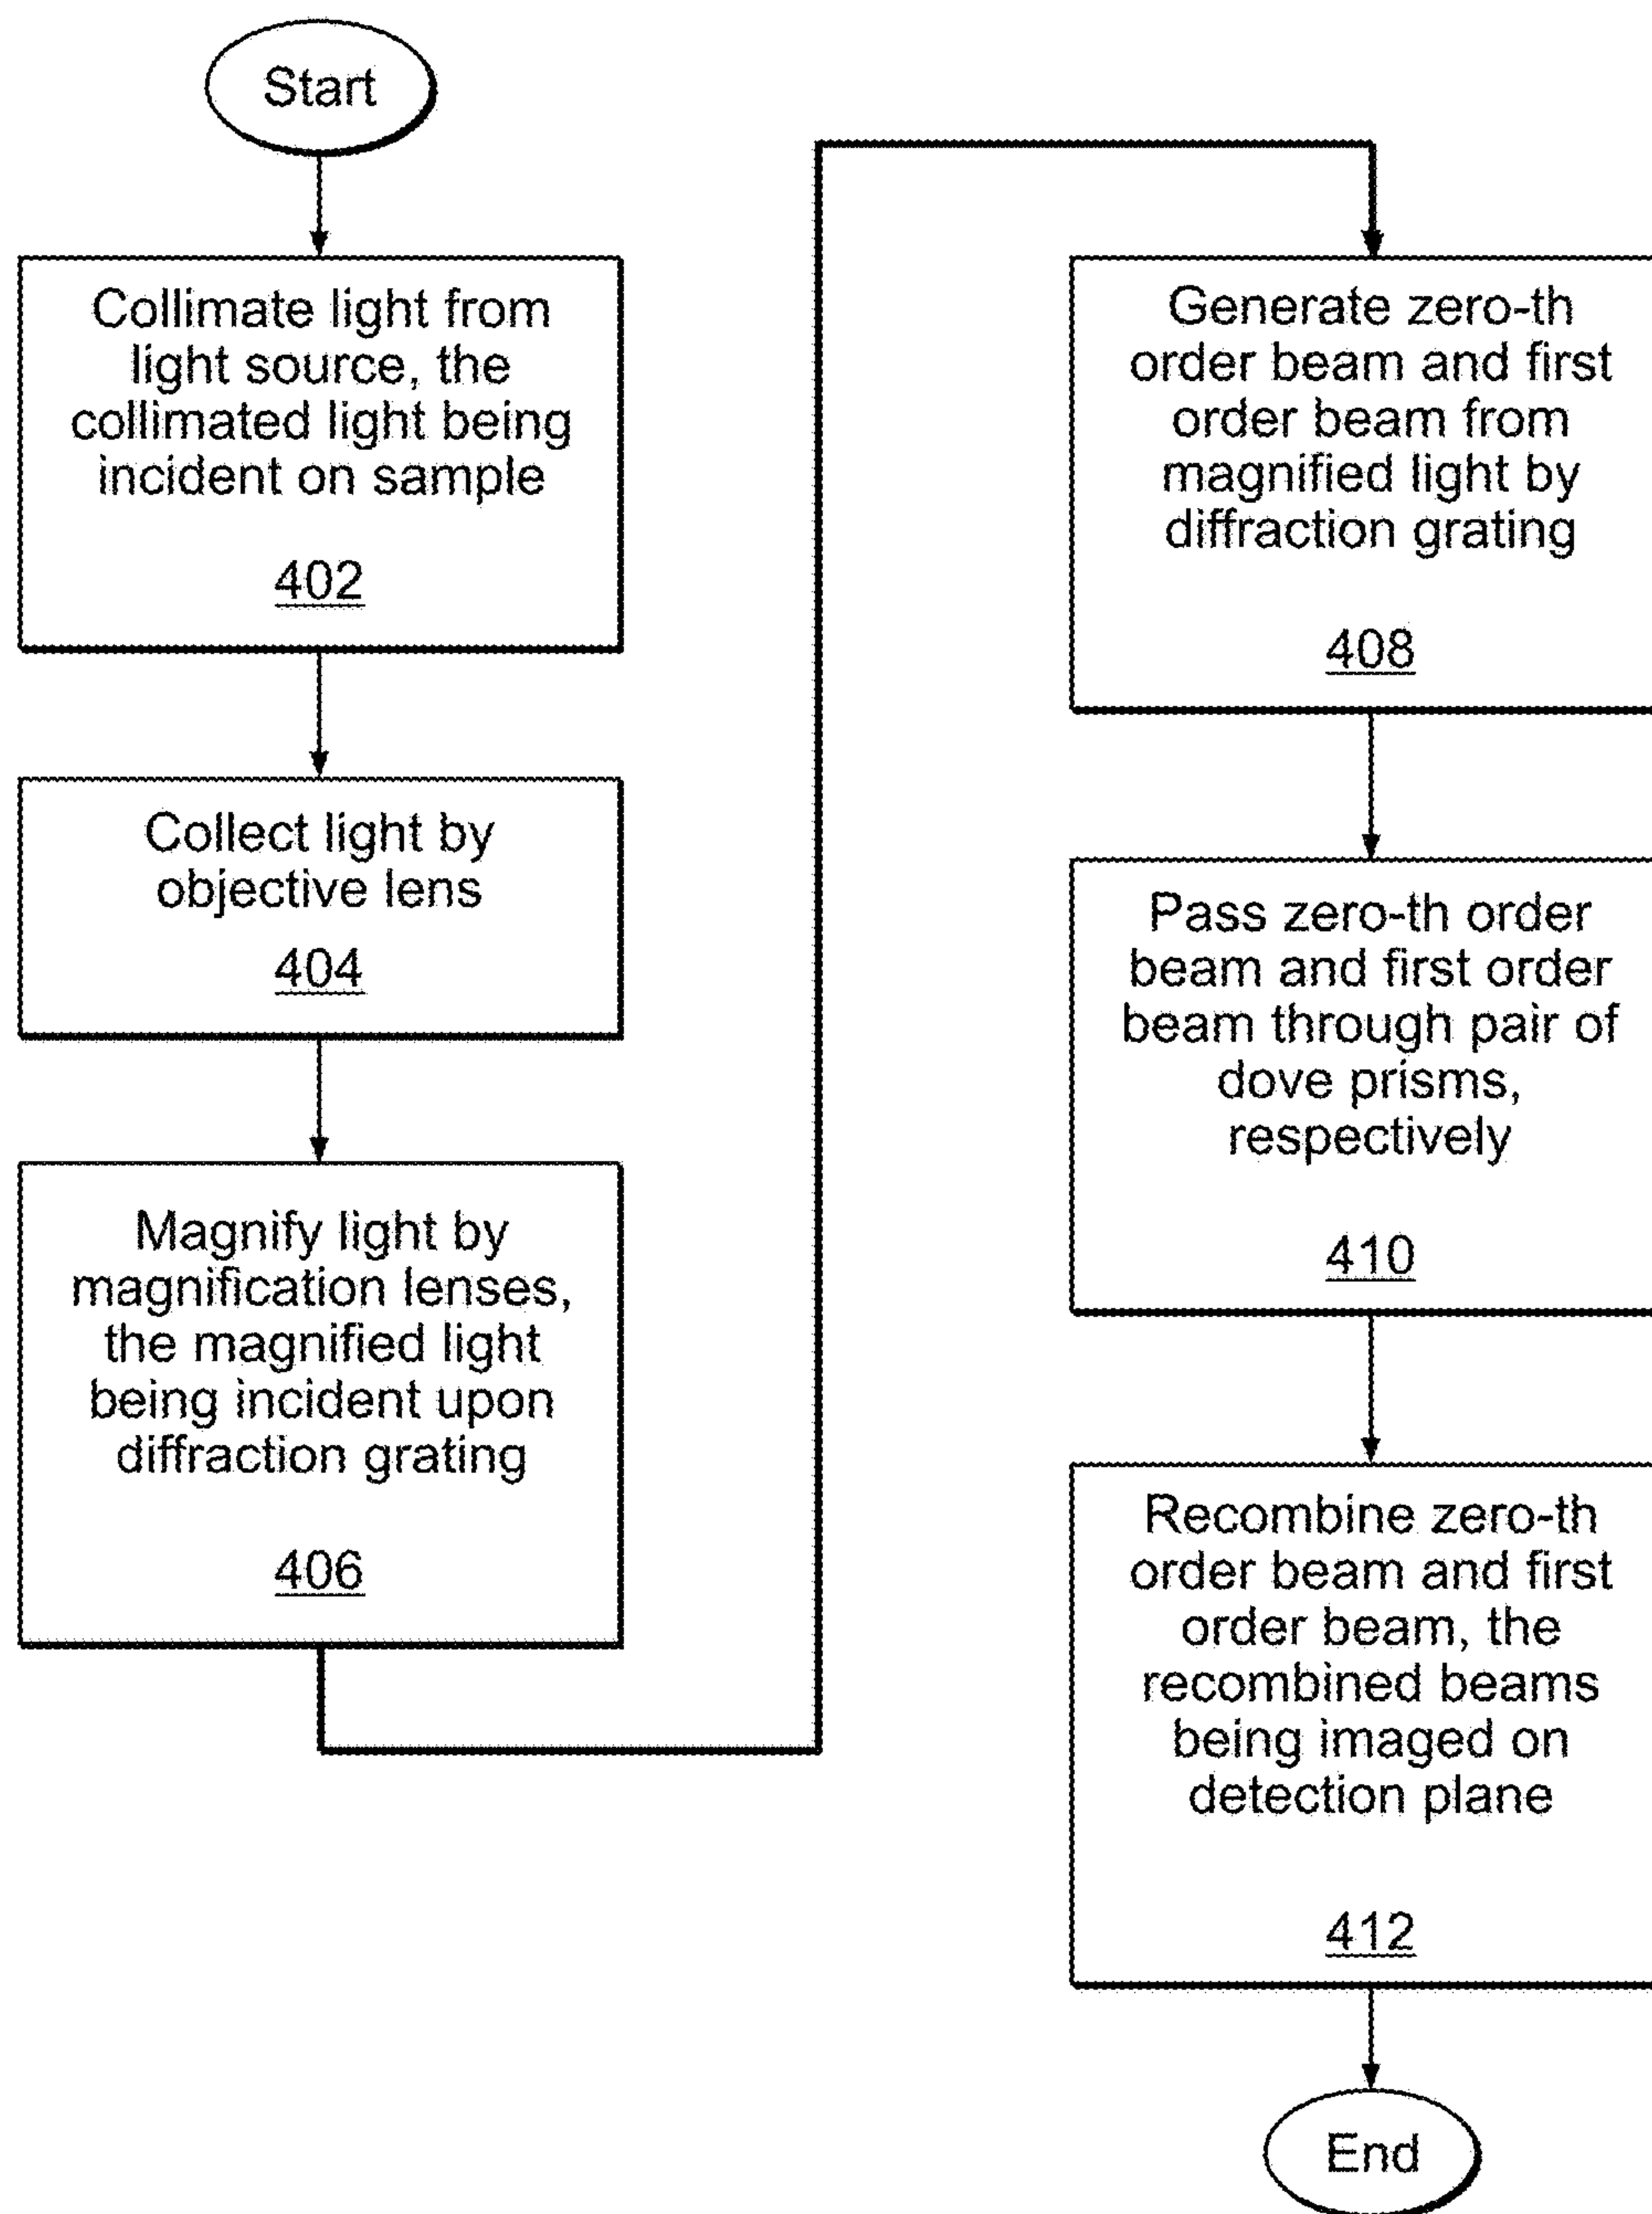 Start
Collimate light from
light source, the
collimated light being
incident on sample
402
Collect light by
objective lens
404
Magnify light by
magnification lenses,
the magnified light
being incident upon
diffraction grating
406
Generate zero-th
order beam and first
order beam from
magnified light by
diffraction grating
408
Pass zero-th order
beam and first order
beam through pair of
dove prisms,
respectively
410
Recombine zero-th
order beam and first
order beam, the
recombined beams
being imaged on
detection plane
412
End